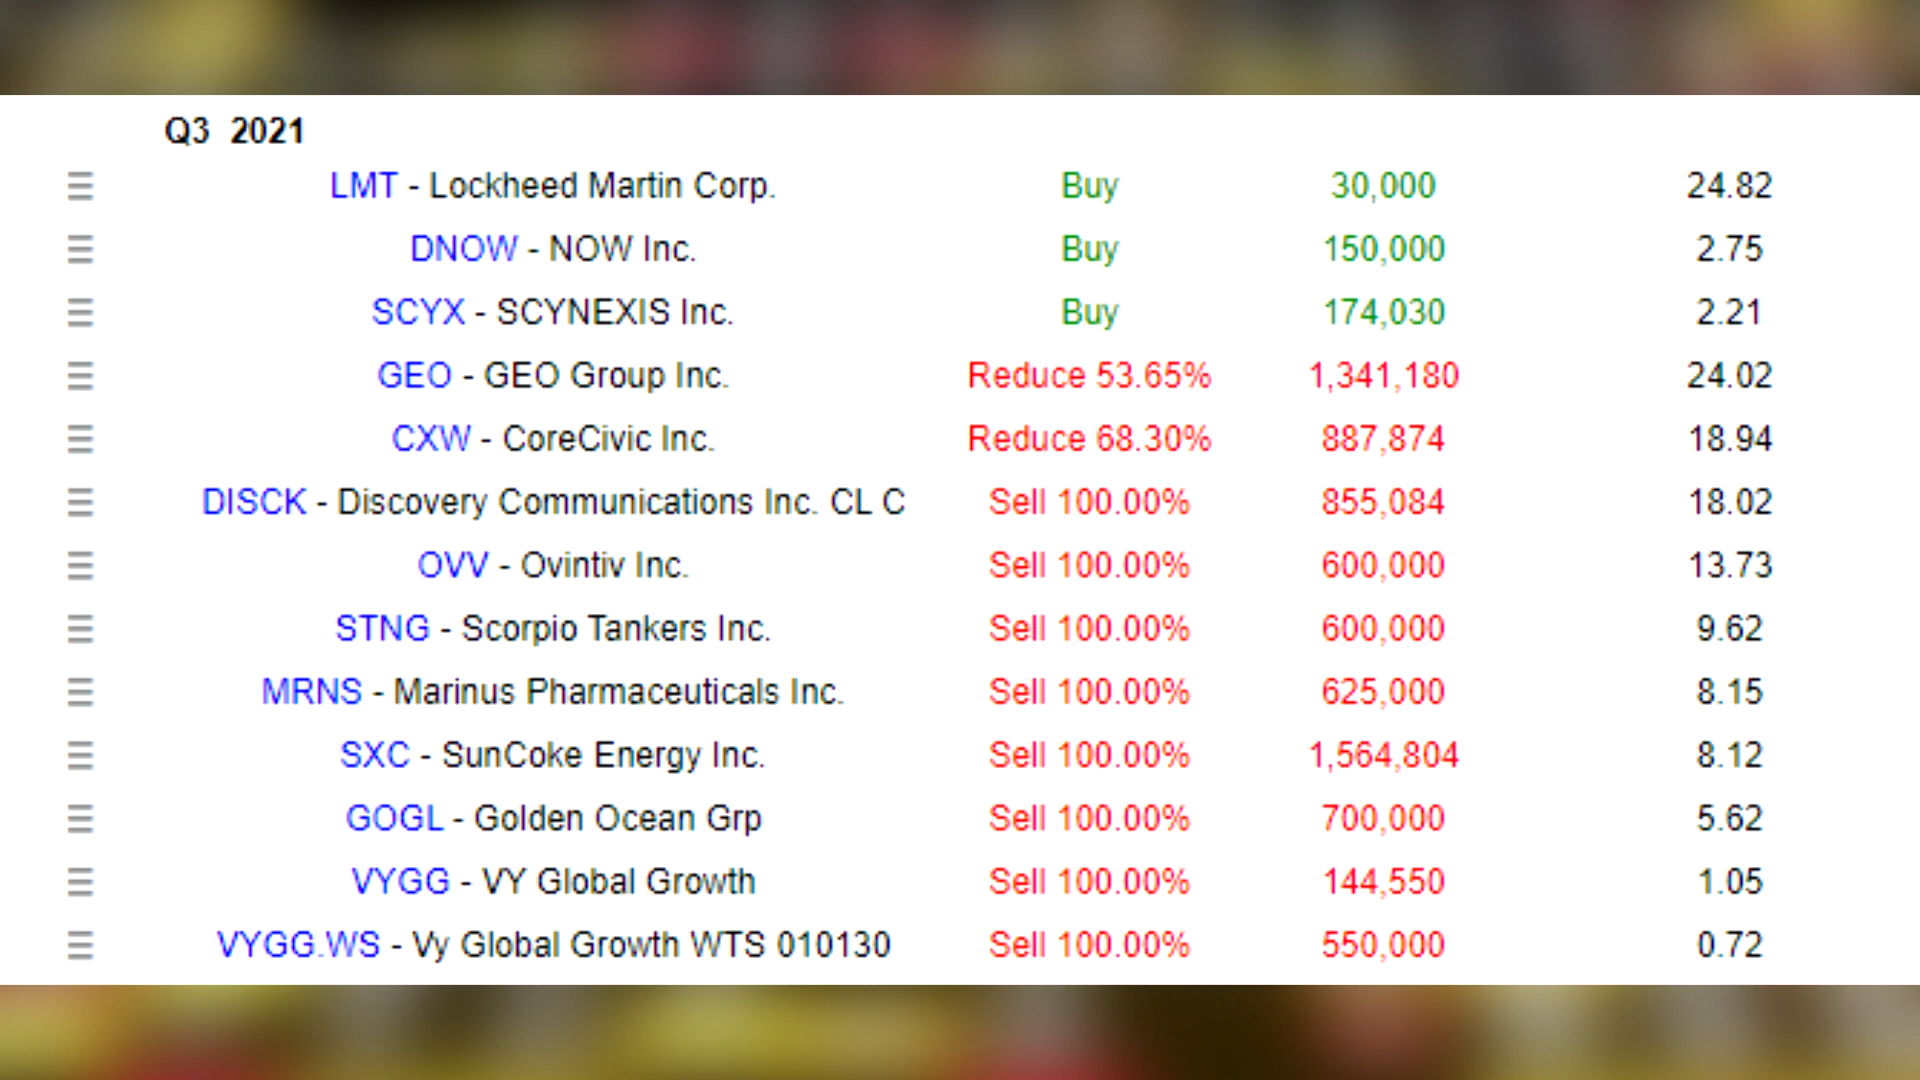 Q3 2021
LMT - Lockheed Martin Corp. Buy 30,000 24.82
DNOW - NOW Inc. Buy 150,000 2.75
SCYX - SCYNEXIS Inc. Buy 174,030 2.21
GEO - GEO Group Inc. Reduce 53.65% 1,341,180 24.02
CXW - CoreCivic Inc. Reduce 68.30% 887,874 18.94
DISCK - Discovery Communications Inc. CL C Sell 100.00% 855,084 18.02
OVV - Ovintiv Inc. Sell 100.00% 600,000 13.73
STNG - Scorpio Tankers Inc. Sell 100.00% 600,000 9.62
MRNS - Marinus Pharmaceuticals Inc. Sell 100.00% 625,000 8.15
SXC - SunCoke Energy Inc. Sell 100.00% 1,564,804 8.12
GOGL - Golden Ocean Grp Sell 100.00% 700,000 5.62
VYGG - VY Global Growth Sell 100.00% 144,550 1.05
VYGG.WS - Vy Global Growth WTS 010130 Sell 100.00% 550,000 0.72